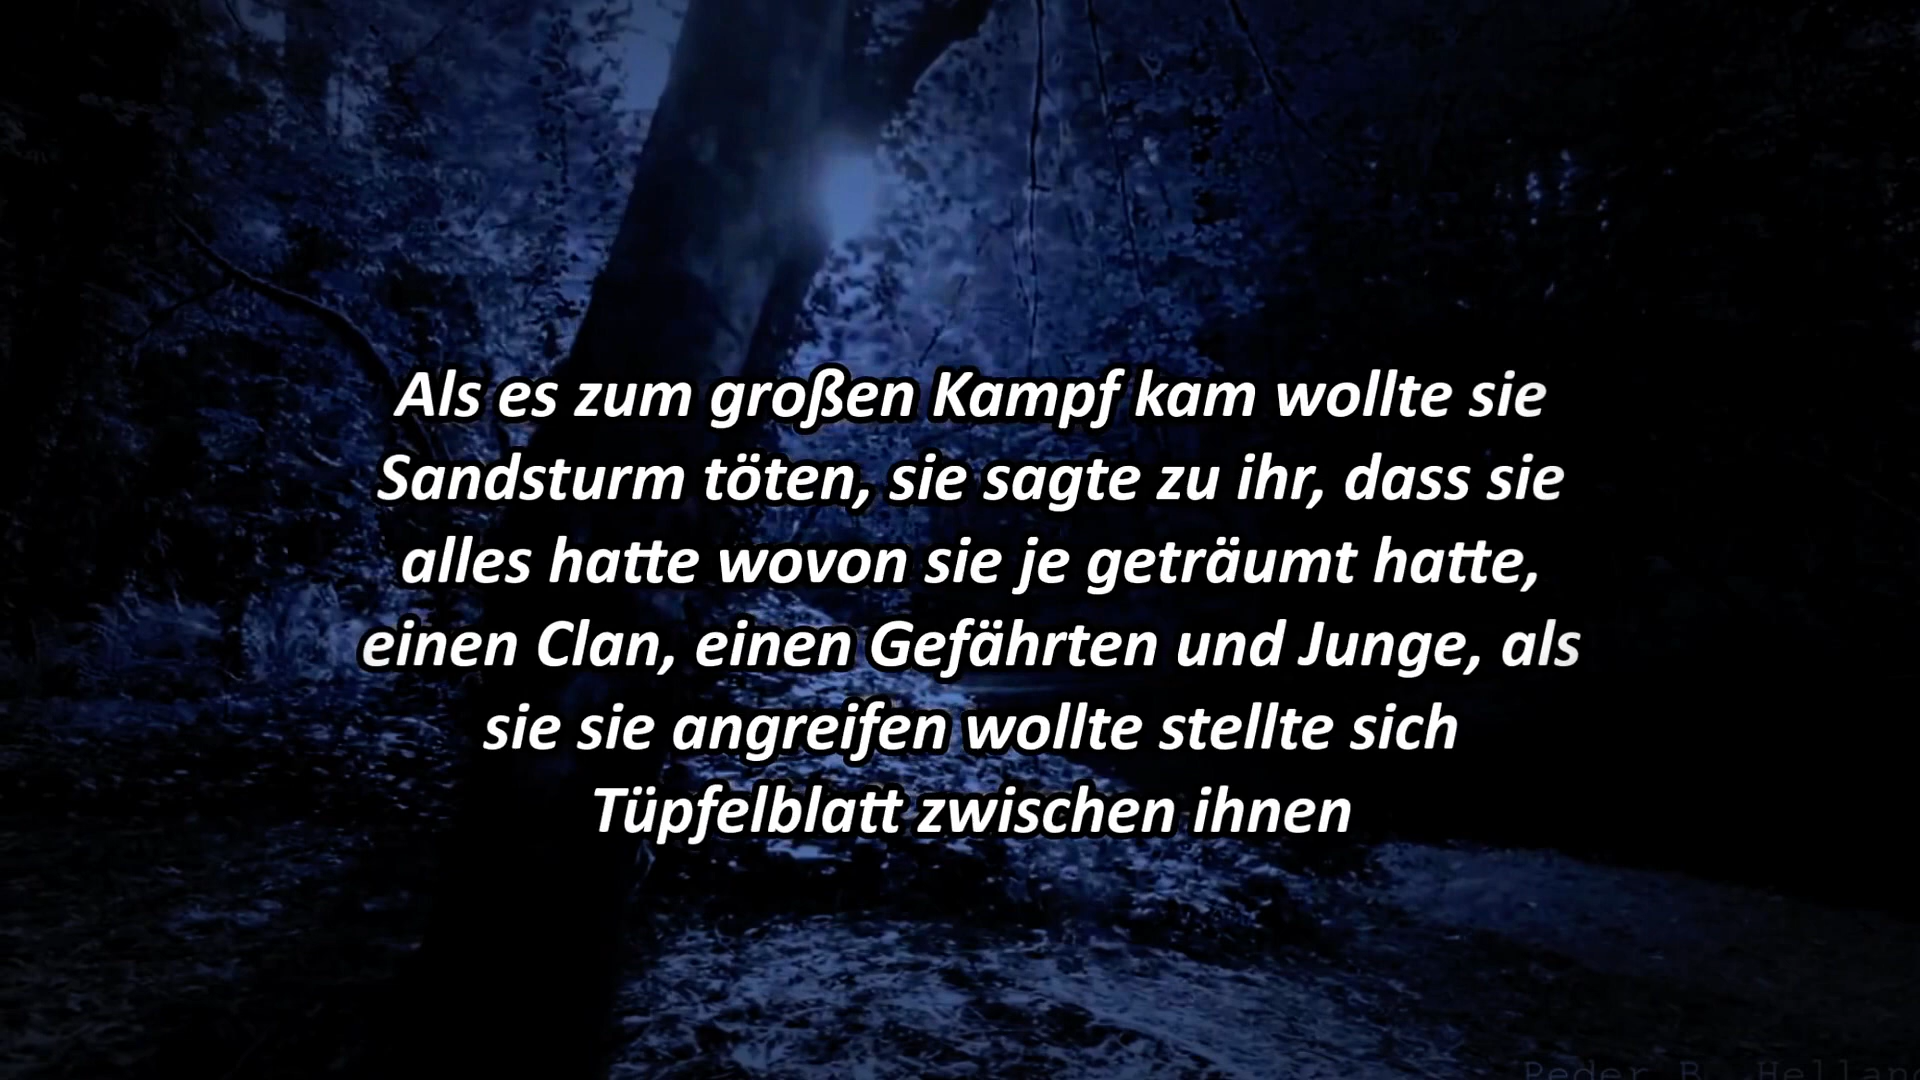 Als es zum großen Kampf kam wollte sie
Sandsturm töten, sie sagte zu ihr, dass sie
alles hatte wovon sie je geträumt hatte,
einen Clan, einen Gefährten und Junge, als
sie sie angreifen wollte stellte sich
Tüpfelblatt zwischen ihnen
Peder B. Helland